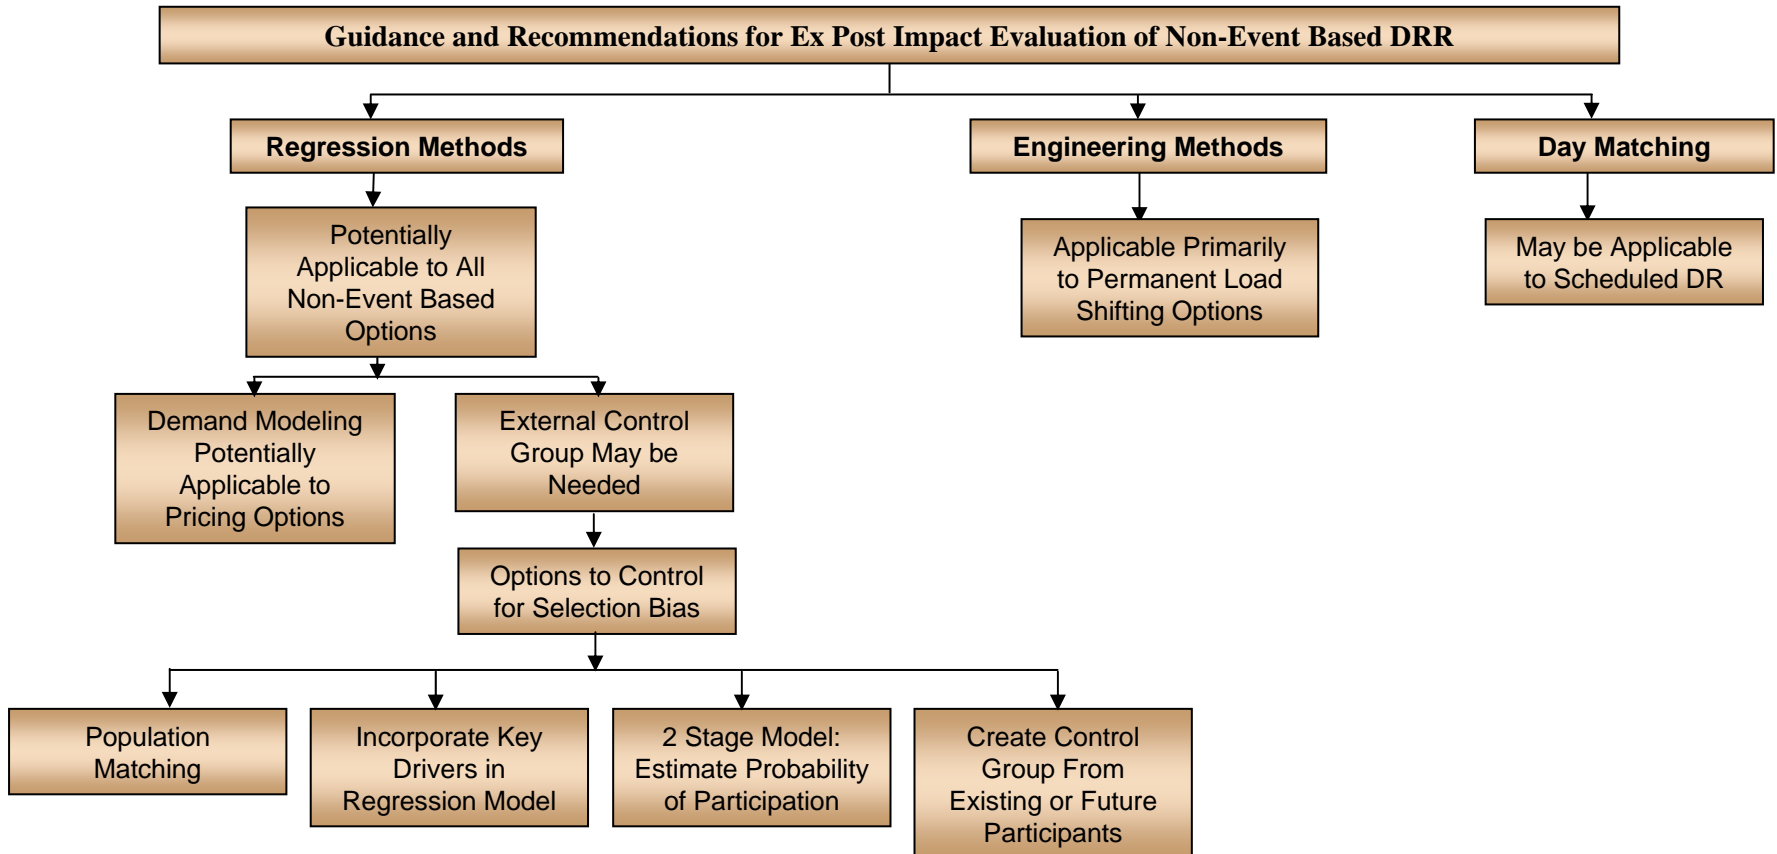 Guidance and Recommendations for Ex Post Impact Evaluation of Non-Event Based DRR
Regression Methods
Engineering Methods
Day Matching
Potentially
Applicable to All
Non-Event Based
Options
Applicable Primarily
to Permanent Load
Shifting Options
May be Applicable
to Scheduled DR
Demand Modeling
Potentially
Applicable to
Pricing Options
External Control
Group May be
Needed
Options to Control
for Selection Bias
Population
Matching
Incorporate Key
Drivers in
Regression Model
2 Stage Model:
Estimate Probability
of Participation
Create Control
Group From
Existing or Future
Participants